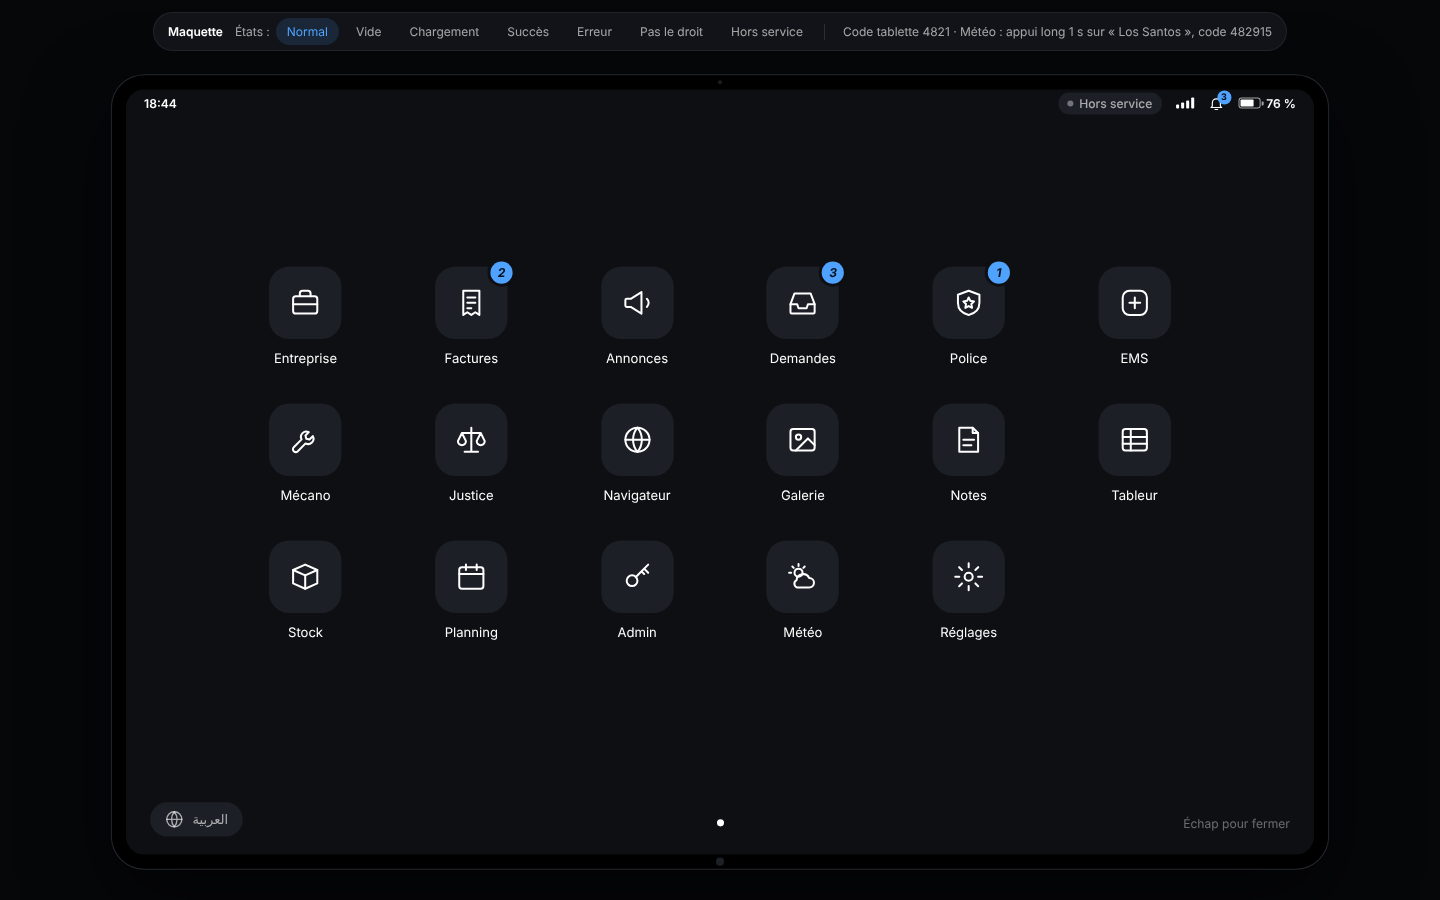 Maquette États : Normal Vide Chargement Succès Erreur Pas le droit Hors service Code tablette 4821 · Météo : appui long 1 s sur « Los Santos », code 482915
18:44 Hors service 3 76 %
2 3 1
Entreprise Factures Annonces Demandes Police EMS
Mécano Justice Navigateur Galerie Notes Tableur
Stock Planning Admin Météo Réglages
العربية Échap pour fermer